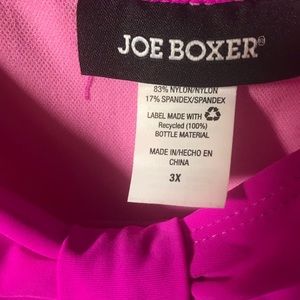 JOE BOXER
83% NYLON/NYLON
17% SPANDEX/SPANDEX
LABEL MADE WITH
Recycled (100%)
BOTTLE MATERIAL
MADE IN/HECHO EN
CHINA
3X